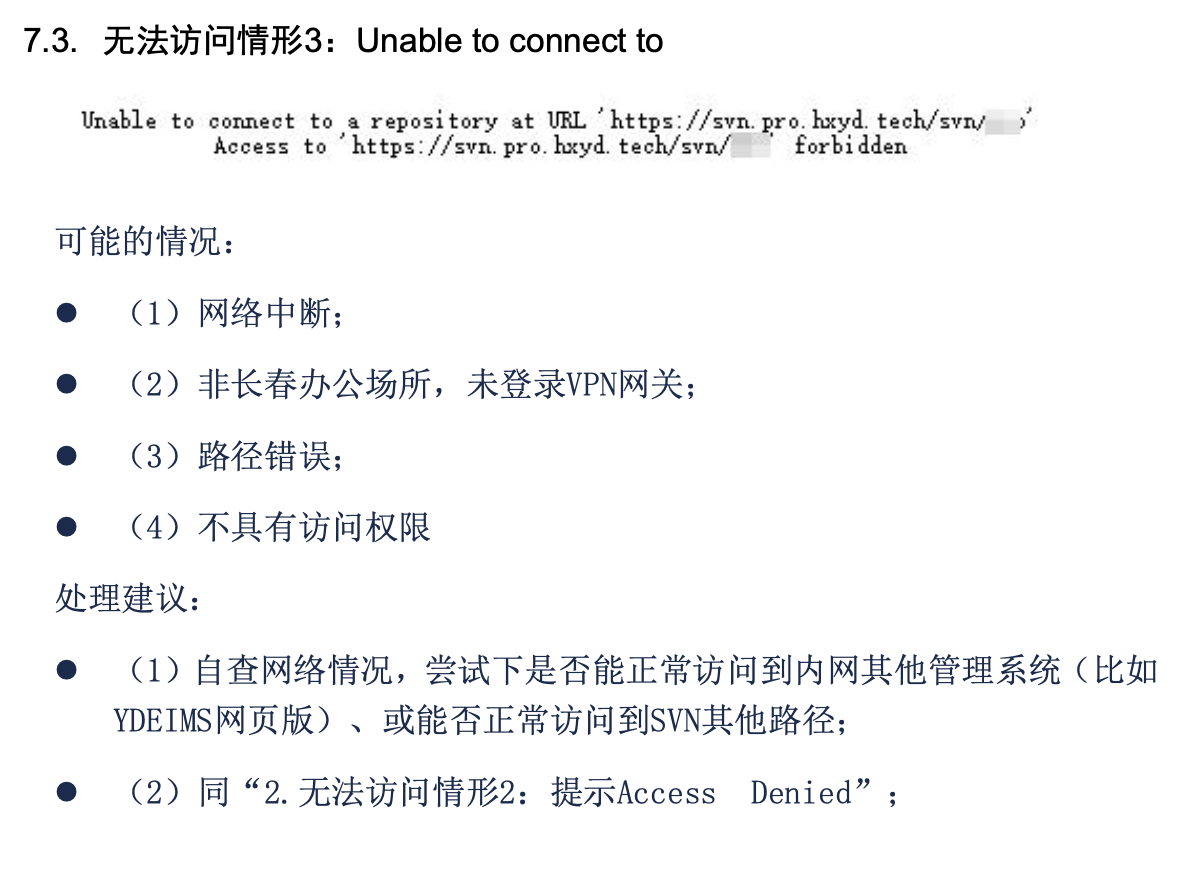 7.3. 无法访问情形3：Unable to connect to
Unable to connect to a repository at URL 'https://svn.pro.hxyd.tech/svn/
Access to 'https://svn.pro.hxyd.tech/svn/ ' forbidden
可能的情况：
● （1）网络中断；
● （2）非长春办公场所，未登录VPN网关；
● （3）路径错误；
● （4）不具有访问权限
处理建议：
● （1）自查网络情况，尝试下是否能正常访问到内网其他管理系统（比如
YDEIMS网页版）、或能否正常访问到SVN其他路径；
● （2）同“2.无法访问情形2：提示Access Denied”；